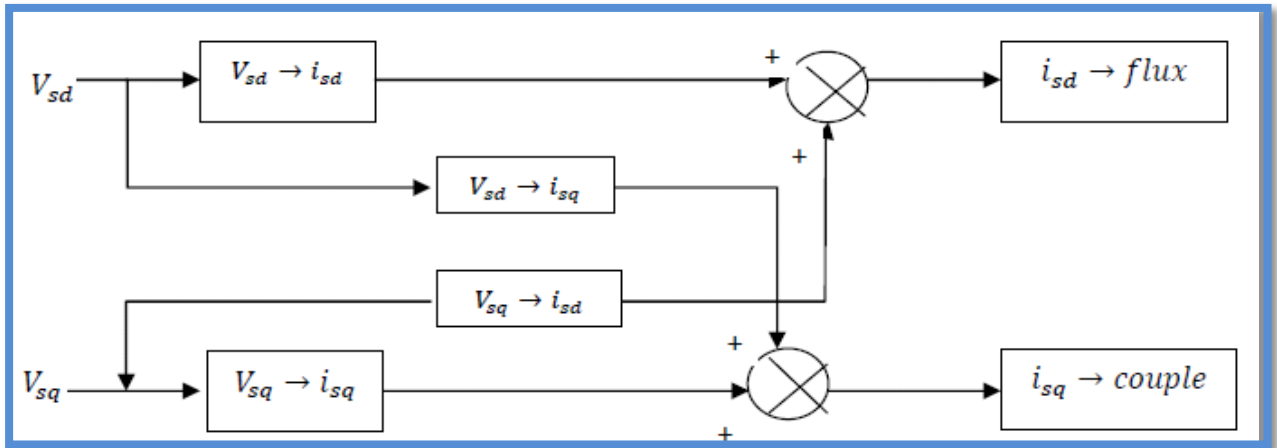 V_sd
V_sd → i_sd
+
i_sd → flux
+
V_sd → i_sq
V_sq → i_sd
+
V_sq
V_sq → i_sq
i_sq → couple
+